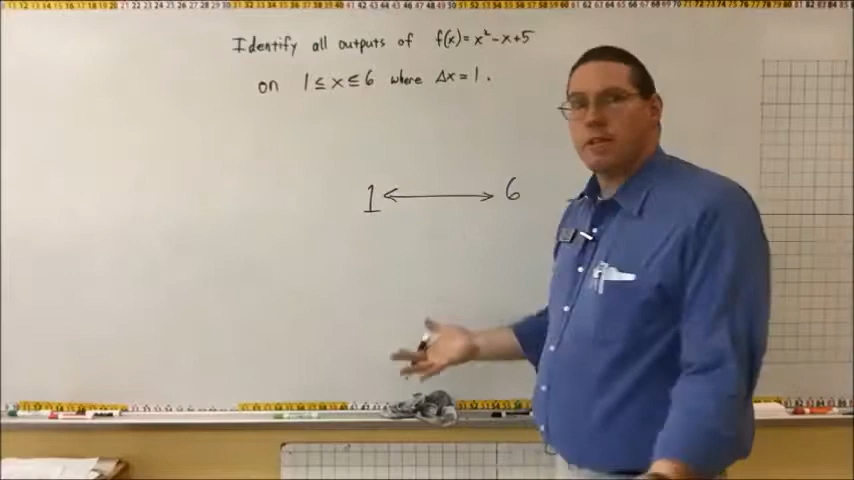 Identify all outputs of f(x)=x²-x+5
on 1≤x≤6 where Δx=1.
1 ⟷ 6